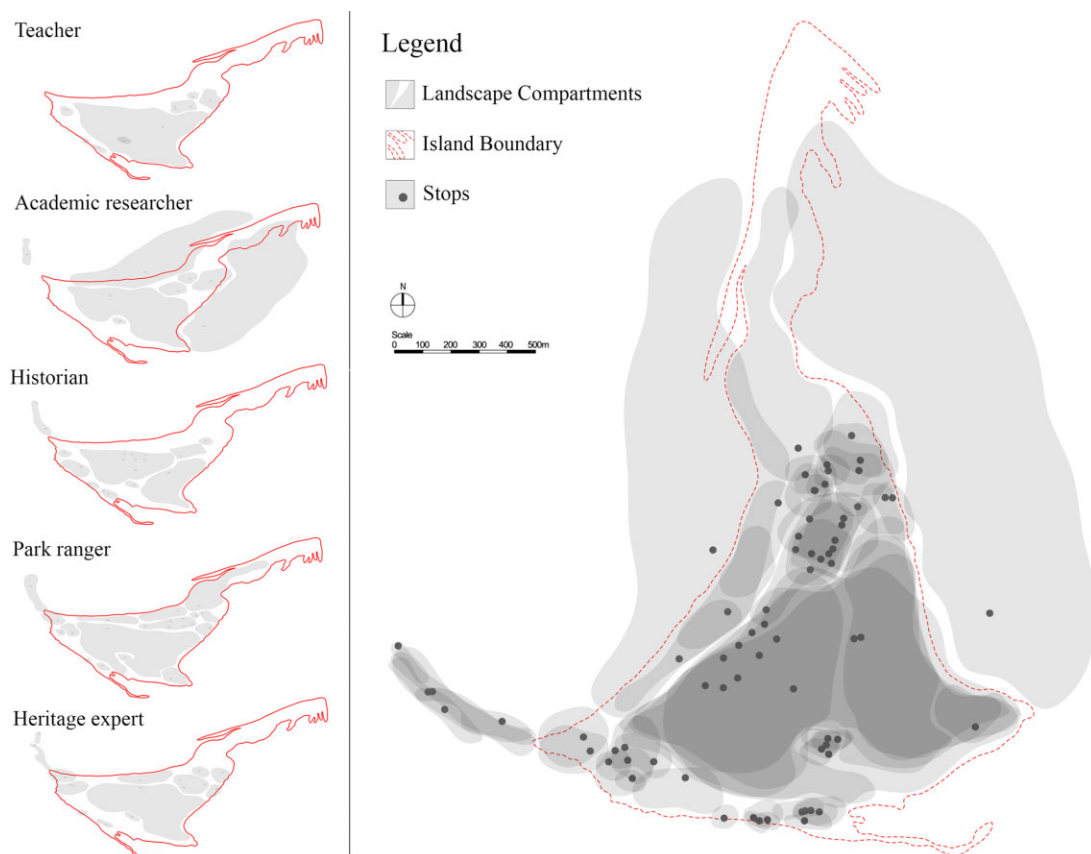 Teacher
Academic researcher
Historian
Park ranger
Heritage expert
Legend
Landscape Compartments
Island Boundary
Stops
N
Scale
0 100 200 300 400 500m